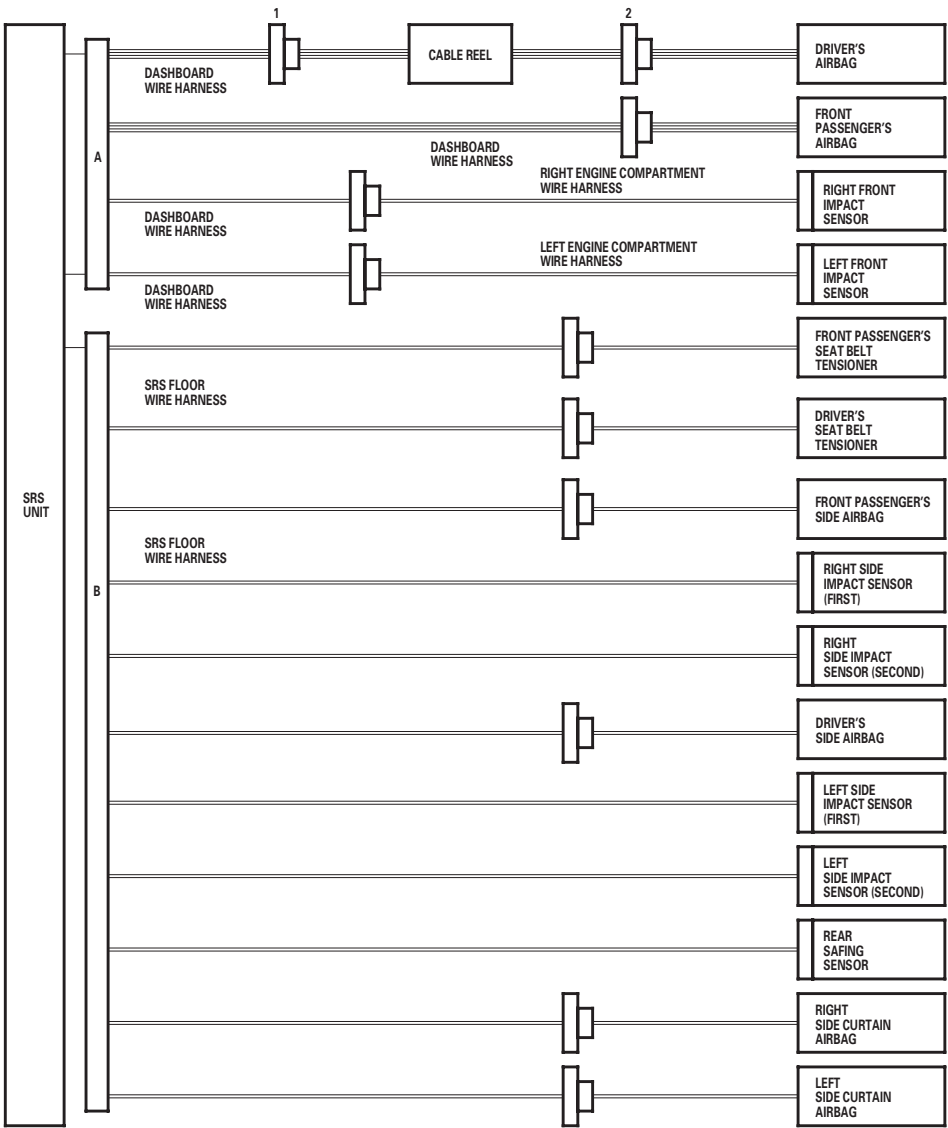 1
2
DRIVER'S
AIRBAG
CABLE REEL
DASHBOARD
WIRE HARNESS
FRONT
PASSENGER'S
AIRBAG
A
DASHBOARD
WIRE HARNESS
RIGHT ENGINE COMPARTMENT
WIRE HARNESS
RIGHT FRONT
IMPACT
SENSOR
DASHBOARD
WIRE HARNESS
LEFT ENGINE COMPARTMENT
WIRE HARNESS
LEFT FRONT
IMPACT
SENSOR
DASHBOARD
WIRE HARNESS
FRONT PASSENGER'S
SEAT BELT
TENSIONER
SRS FLOOR
WIRE HARNESS
DRIVER'S
SEAT BELT
TENSIONER
SRS
UNIT
FRONT PASSENGER'S
SIDE AIRBAG
SRS FLOOR
WIRE HARNESS
B
RIGHT SIDE
IMPACT SENSOR
(FIRST)
RIGHT
SIDE IMPACT
SENSOR (SECOND)
DRIVER'S
SIDE AIRBAG
LEFT SIDE
IMPACT SENSOR
(FIRST)
LEFT
SIDE IMPACT
SENSOR (SECOND)
REAR
SAFING
SENSOR
RIGHT
SIDE CURTAIN
AIRBAG
LEFT
SIDE CURTAIN
AIRBAG